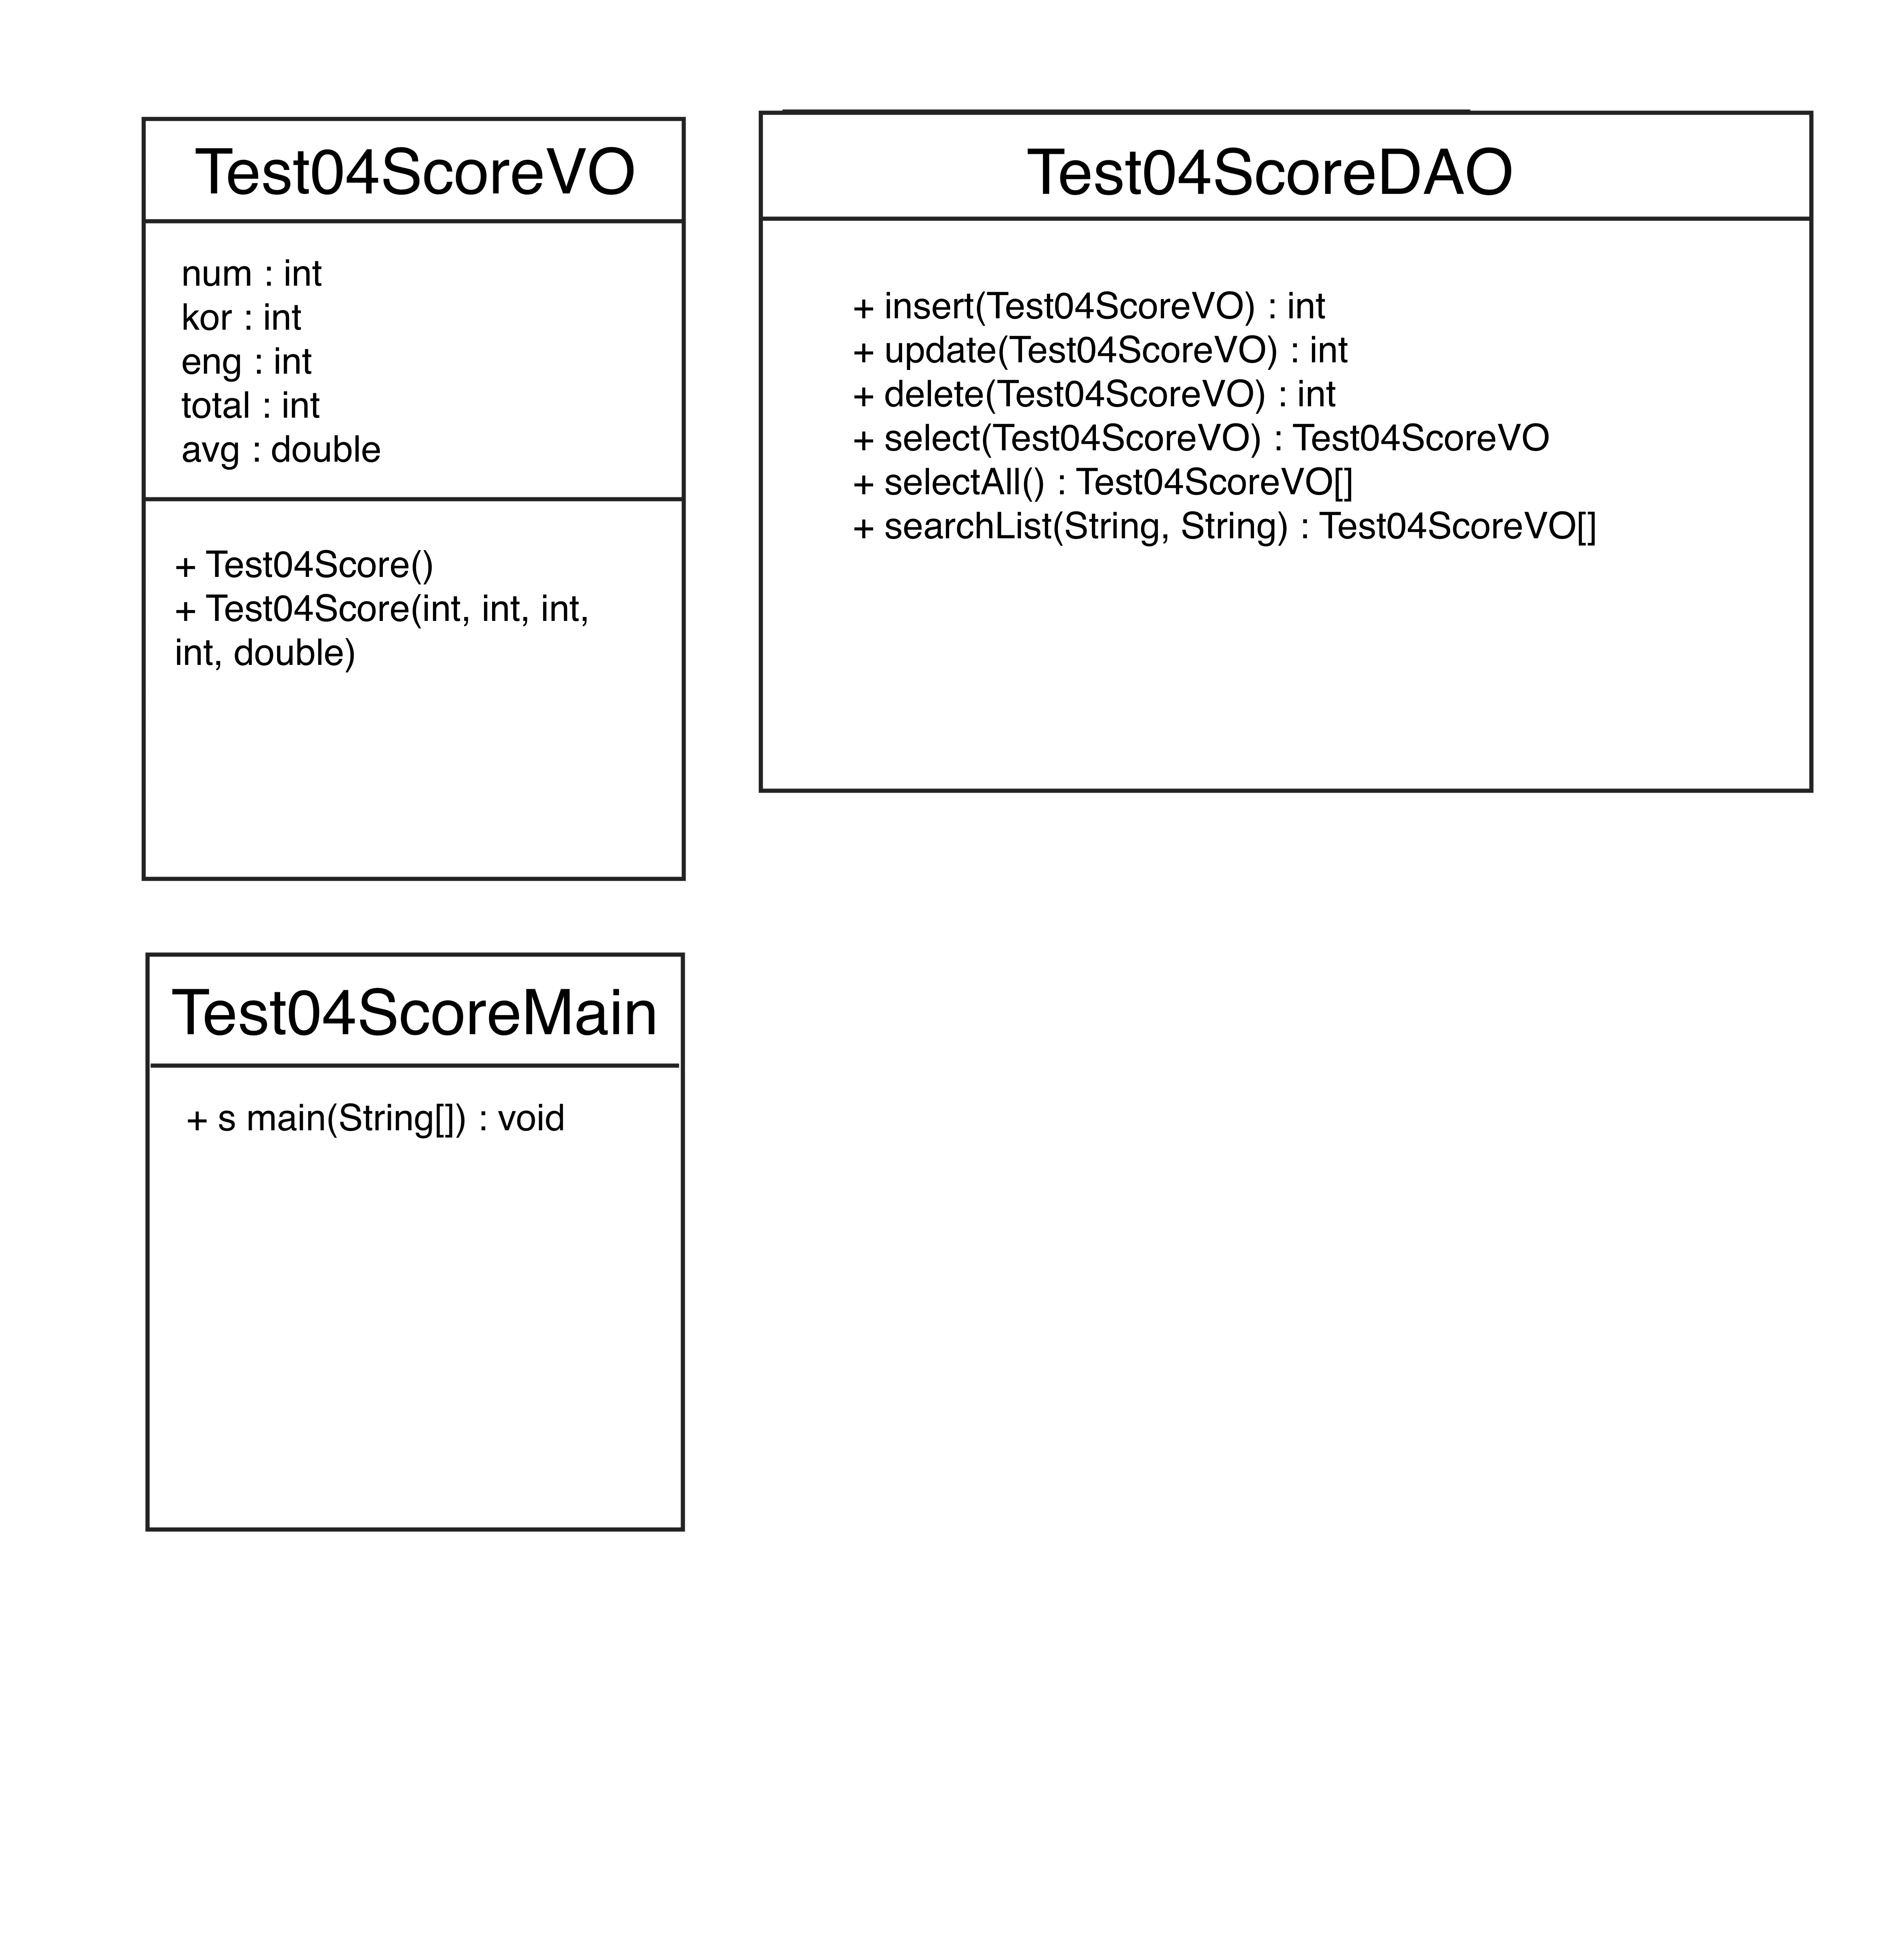 Test04ScoreVO
num : int
kor : int
eng : int
total : int
avg : double
+ Test04Score()
+ Test04Score(int, int, int,
int, double)
Test04ScoreDAO
+ insert(Test04ScoreVO) : int
+ update(Test04ScoreVO) : int
+ delete(Test04ScoreVO) : int
+ select(Test04ScoreVO) : Test04ScoreVO
+ selectAll() : Test04ScoreVO[]
+ searchList(String, String) : Test04ScoreVO[]
Test04ScoreMain
+ s main(String[]) : void